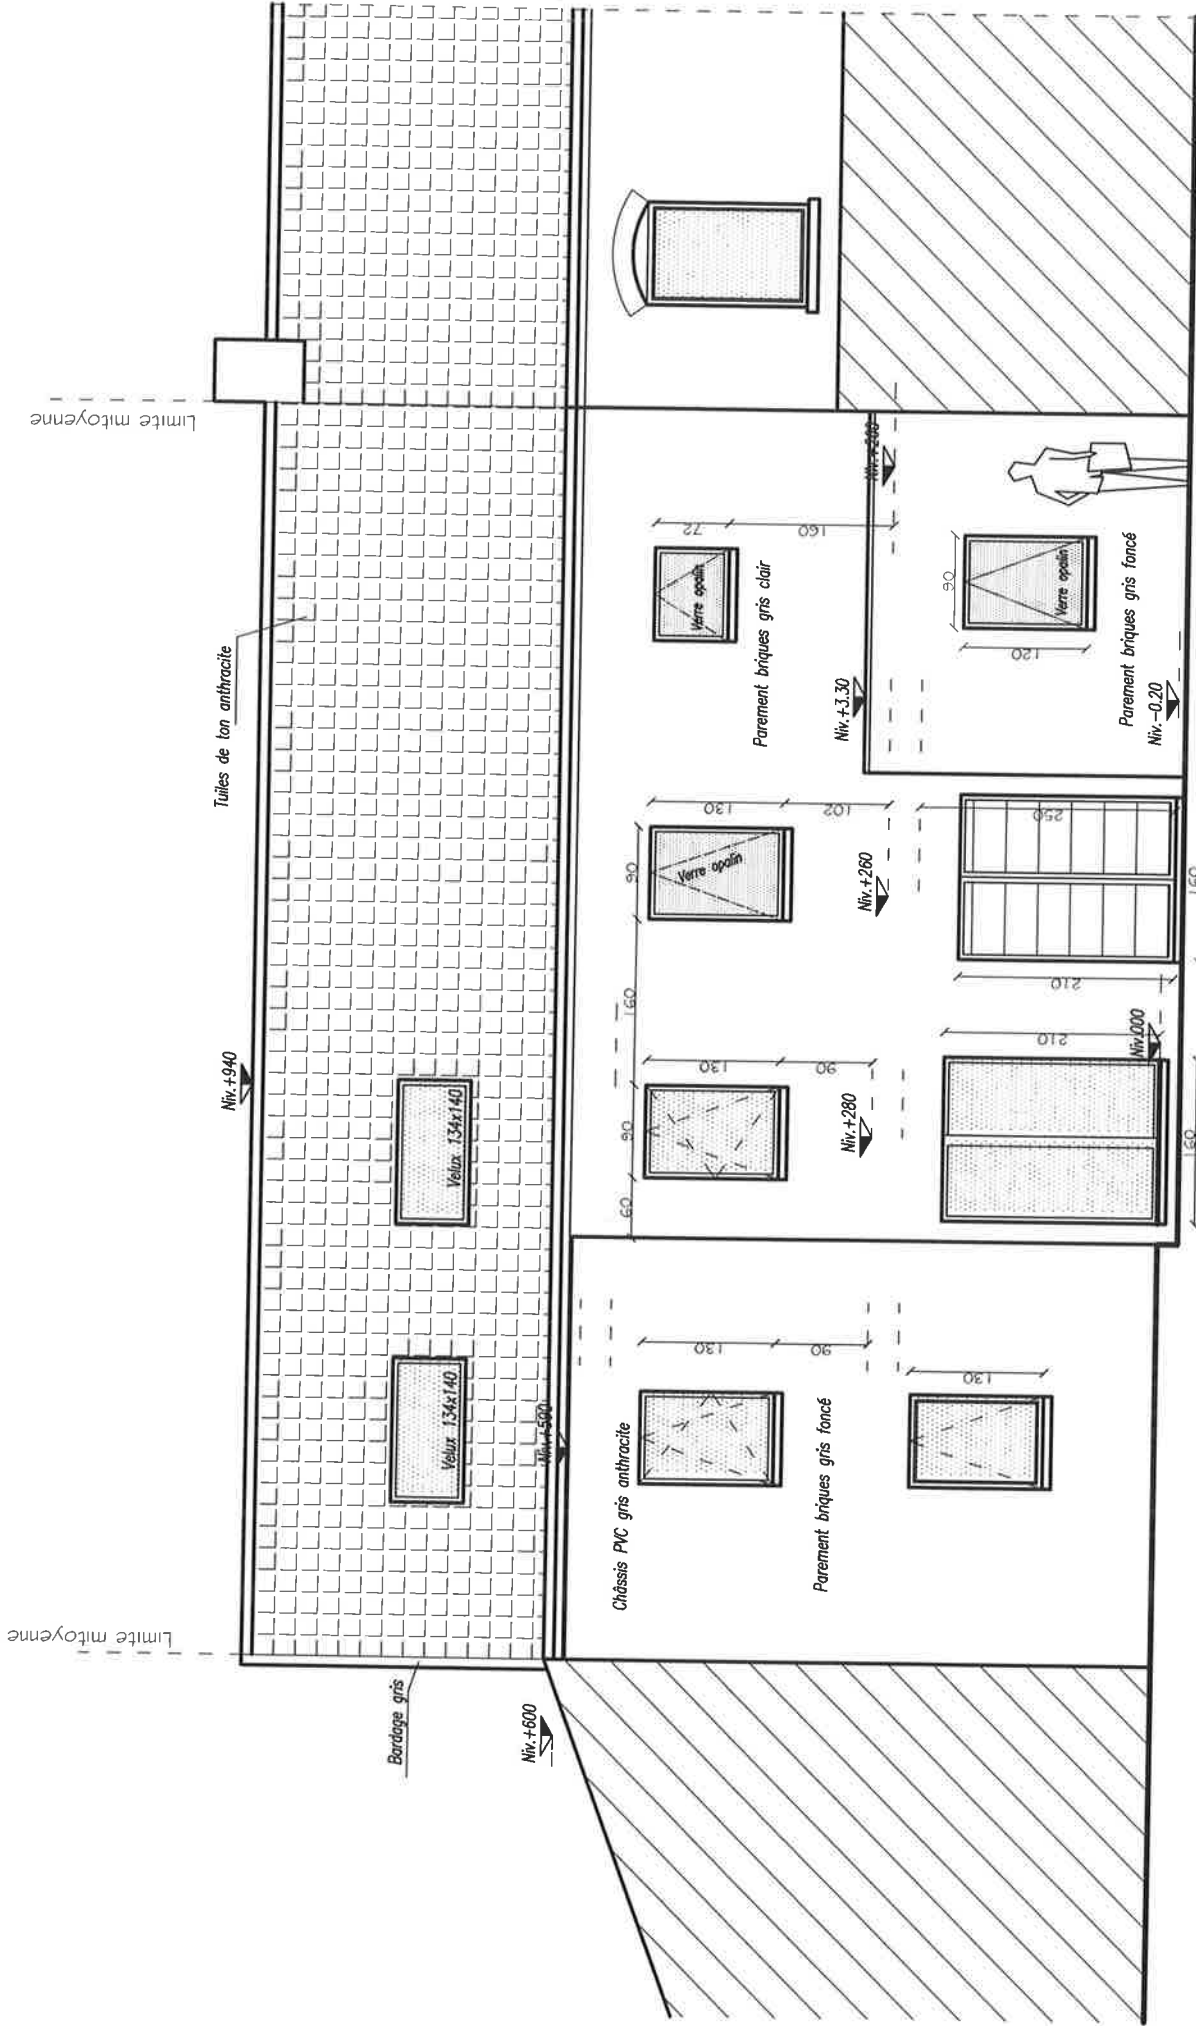 Limite mitoyenne
Limite mitoyenne
Tuiles de ton anthracite
Niv.+940
Bardage gris
Velux 134x140
Velux 134x140
Niv.+600
Niv.+590
Châssis PVC gris anthracite
60
90
160
90
130
130
130
72
Verre opalin
Verre opalin
90
90
102
160
Parement briques gris clair
Parement briques gris foncé
Niv.+280
Niv.+260
Niv.+3.30
130
210
210
250
90
120
Verre opalin
Parement briques gris foncé
Niv.000
Niv.-0.20
160
160